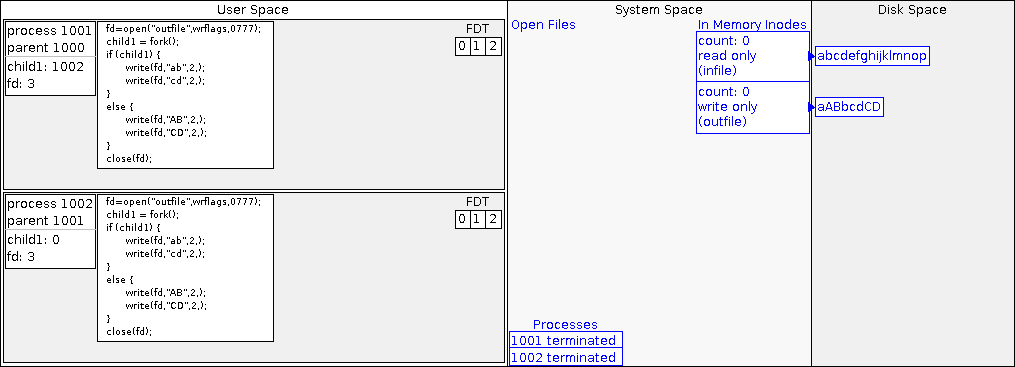 User Space
System Space
Disk Space
process 1001
parent 1000
child1: 1002
fd: 3
fd=open("outfile",wrflags,0777);
child1 = fork();
if (child1) {
write(fd,"ab",2,);
write(fd,"cd",2,);
}
else {
write(fd,"AB",2,);
write(fd,"CD",2,);
}
close(fd);
FDT
0 1 2
process 1002
parent 1001
child1: 0
fd: 3
fd=open("outfile",wrflags,0777);
child1 = fork();
if (child1) {
write(fd,"ab",2,);
write(fd,"cd",2,);
}
else {
write(fd,"AB",2,);
write(fd,"CD",2,);
}
close(fd);
FDT
0 1 2
Open Files
In Memory Inodes
count: 0
read only
(infile)
count: 0
write only
(outfile)
Processes
1001 terminated
1002 terminated
abcdefghijklmnop
aABbcdCD